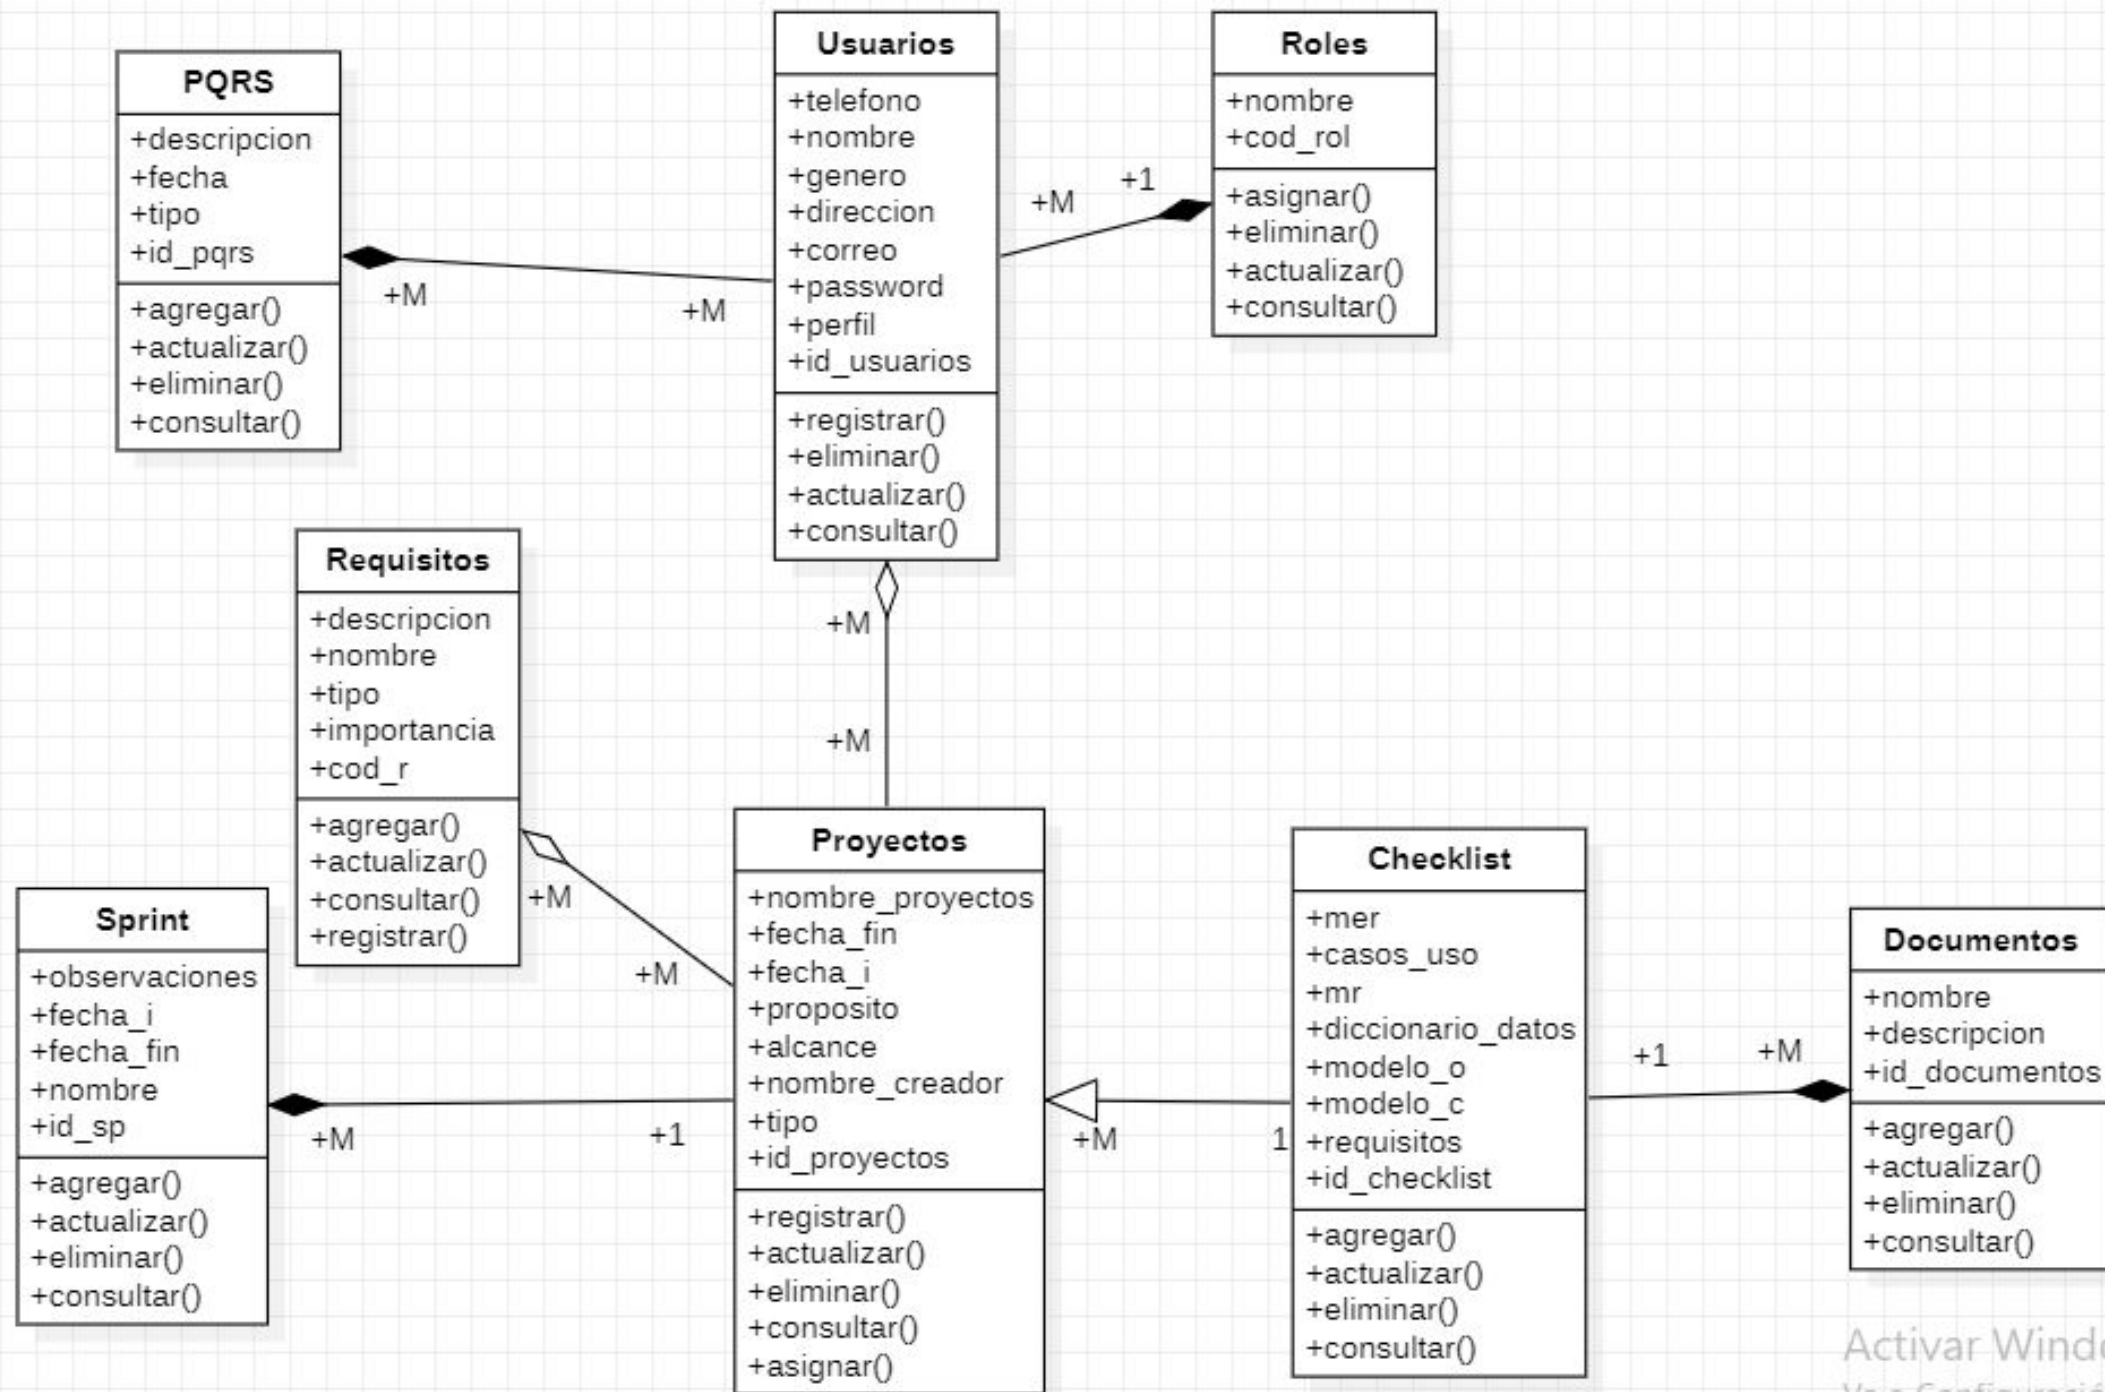 PQRS
+descripcion
+fecha
+tipo
+id_pqrs
+agregar()
+actualizar()
+eliminar()
+consultar()
+M
+M
Usuarios
+telefono
+nombre
+genero
+direccion
+correo
+password
+perfil
+id_usuarios
+registrar()
+eliminar()
+actualizar()
+consultar()
+M
+1
Roles
+nombre
+cod_rol
+asignar()
+eliminar()
+actualizar()
+consultar()
+M
+M
Requisitos
+descripcion
+nombre
+tipo
+importancia
+cod_r
+agregar()
+actualizar()
+consultar()
+registrar()
+M
+M
Sprint
+observaciones
+fecha_i
+fecha_fin
+nombre
+id_sp
+agregar()
+actualizar()
+eliminar()
+consultar()
+M
+1
Proyectos
+nombre_proyectos
+fecha_fin
+fecha_i
+proposito
+alcance
+nombre_creador
+tipo
+id_proyectos
+registrar()
+actualizar()
+eliminar()
+consultar()
+asignar()
+M
1
Checklist
+mer
+casos_uso
+mr
+diccionario_datos
+modelo_o
+modelo_c
+requisitos
+id_checklist
+agregar()
+actualizar()
+eliminar()
+consultar()
+1
+M
Documentos
+nombre
+descripcion
+id_documentos
+agregar()
+actualizar()
+eliminar()
+consultar()
Activar Wind